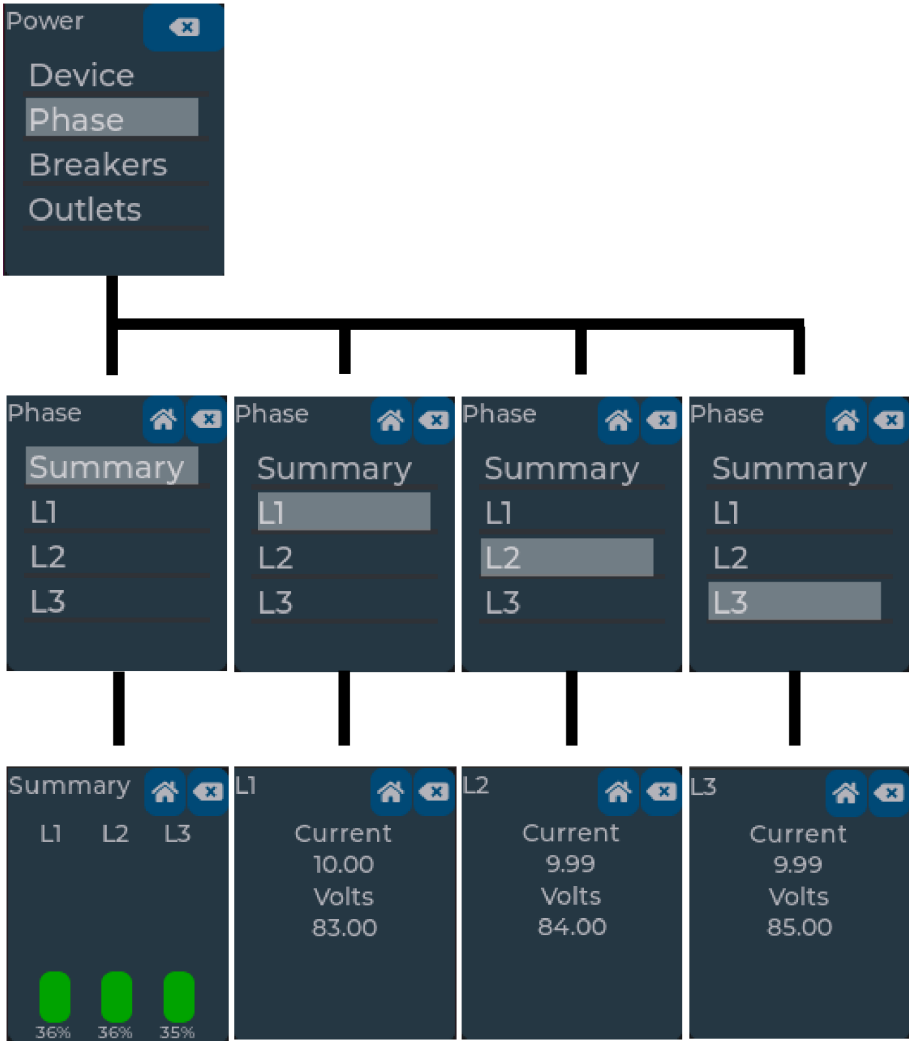 Power
Device
Phase
Breakers
Outlets
Phase
Summary
L1
L2
L3
Phase
Summary
L1
L2
L3
Phase
Summary
L1
L2
L3
Phase
Summary
L1
L2
L3
Summary
L1 L2 L3
36% 36% 35%
L1
Current
10.00
Volts
83.00
L2
Current
9.99
Volts
84.00
L3
Current
9.99
Volts
85.00